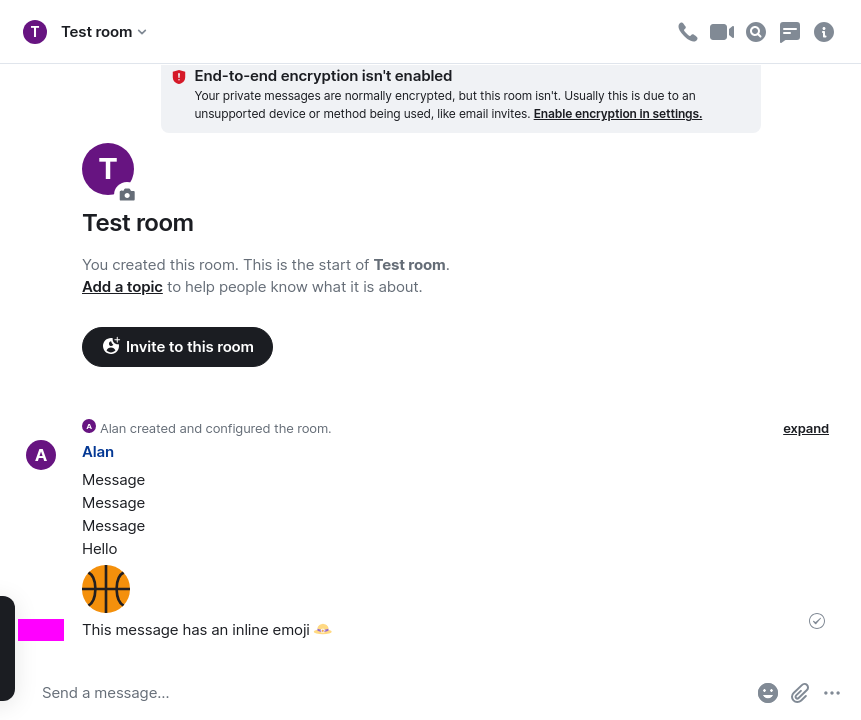 T Test room
End-to-end encryption isn't enabled
Your private messages are normally encrypted, but this room isn't. Usually this is due to an
unsupported device or method being used, like email invites. Enable encryption in settings.
T
Test room
You created this room. This is the start of Test room.
Add a topic to help people know what it is about.
Invite to this room
A Alan created and configured the room. expand
A Alan
Message
Message
Message
Hello
This message has an inline emoji 👒
Send a message…